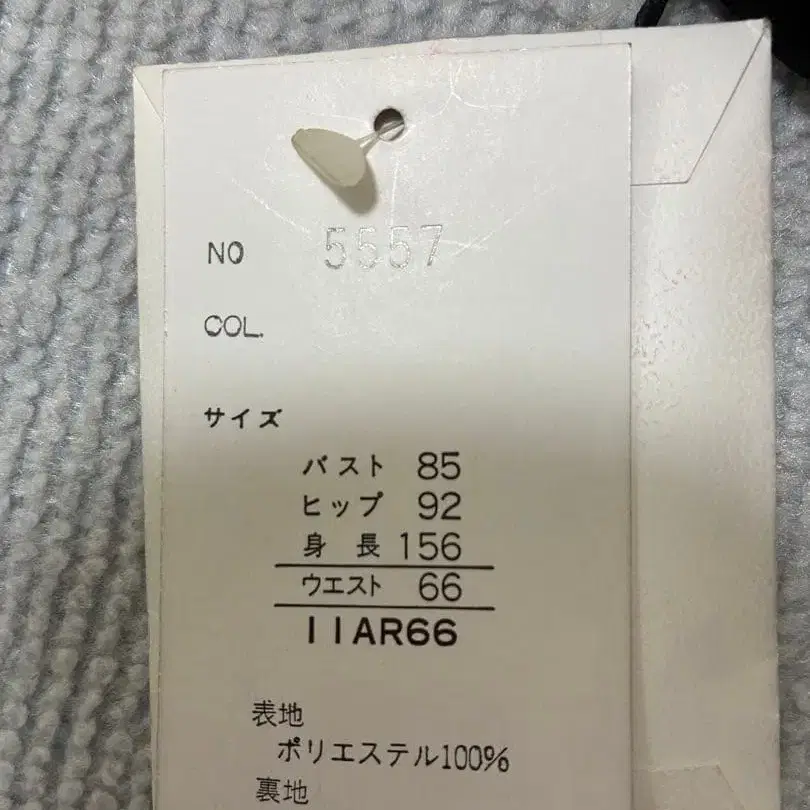 NO 5557
COL.
サイズ
バスト 85
ヒップ 92
身長 156
ウエスト 66
11AR66
表地
ポリエステル100%
裏地